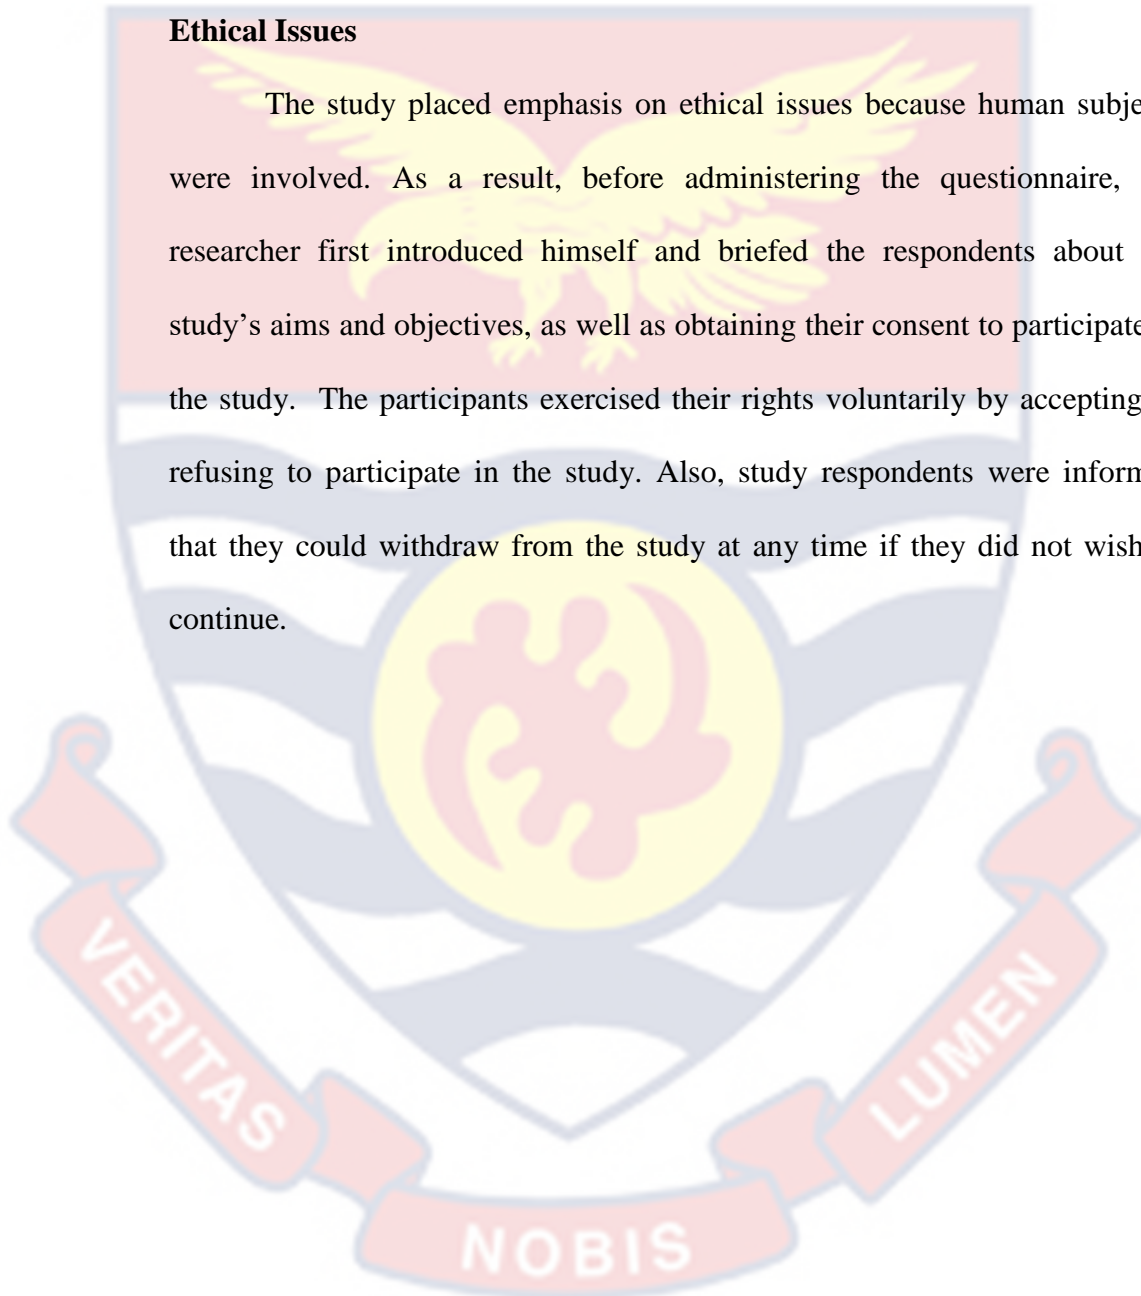 Ethical Issues
The study placed emphasis on ethical issues because human subje
were involved. As a result, before administering the questionnaire,
researcher first introduced himself and briefed the respondents about
study’s aims and objectives, as well as obtaining their consent to participate
the study. The participants exercised their rights voluntarily by accepting
refusing to participate in the study. Also, study respondents were inform
that they could withdraw from the study at any time if they did not wish
continue.
VERITAS
NOBIS
LUMEN